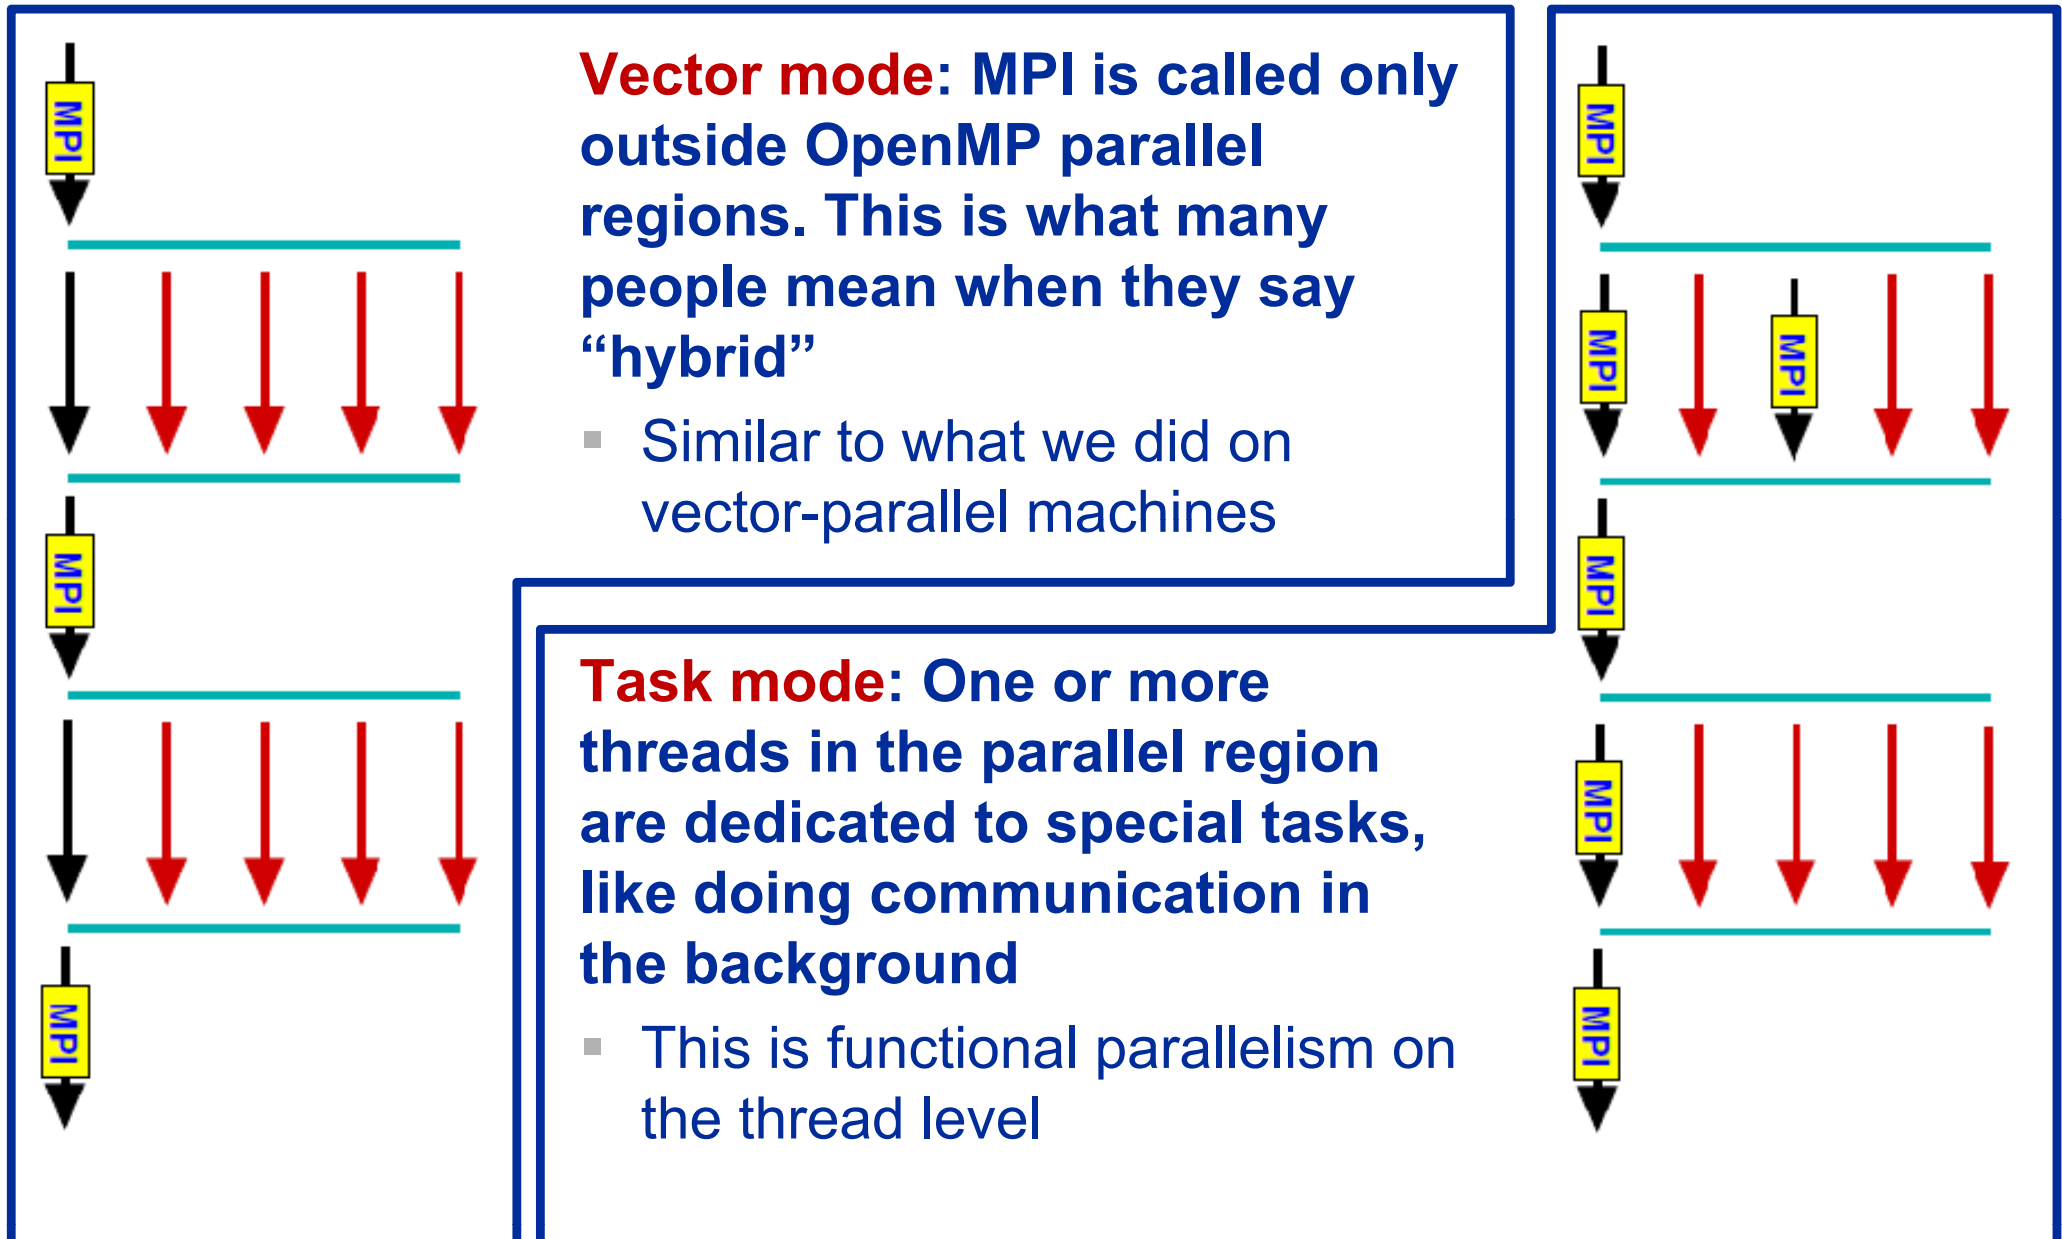 MPI
MPI
MPI
Vector mode: MPI is called only
outside OpenMP parallel
regions. This is what many
people mean when they say
“hybrid”
Similar to what we did on
vector-parallel machines
Task mode: One or more
threads in the parallel region
are dedicated to special tasks,
like doing communication in
the background
This is functional parallelism on
the thread level
MPI
MPI
MPI
MPI
MPI
MPI